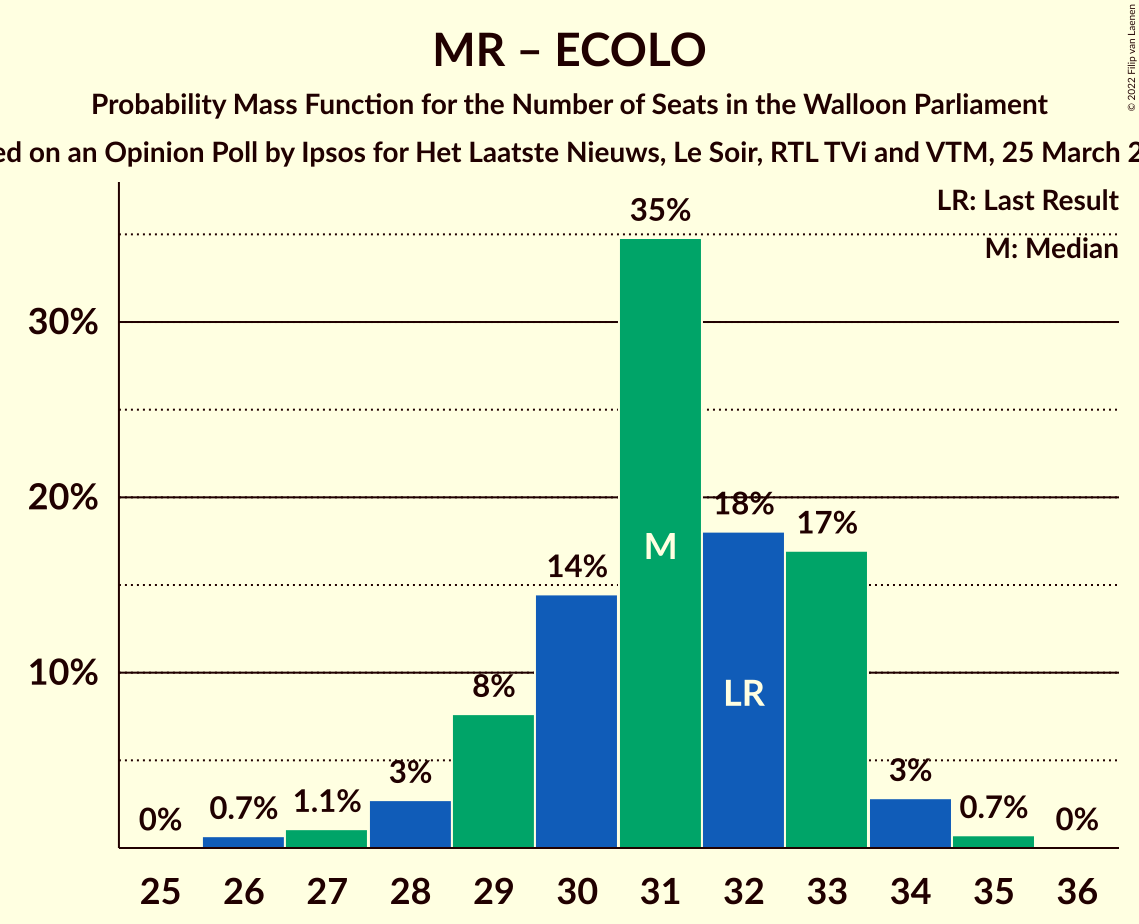 MR – ECOLO
Probability Mass Function for the Number of Seats in the Walloon Parliament
on an Opinion Poll by Ipsos for Het Laatste Nieuws, Le Soir, RTL TVi and VTM, 25 March
© 2022 Filip van Laenen
LR: Last Result
M: Median
35%
30%
20%
18%
17%
M
14%
10%
8%
LR
3%
3%
0%
0.7%
1.1%
0.7%
0%
25 26 27 28 29 30 31 32 33 34 35 36